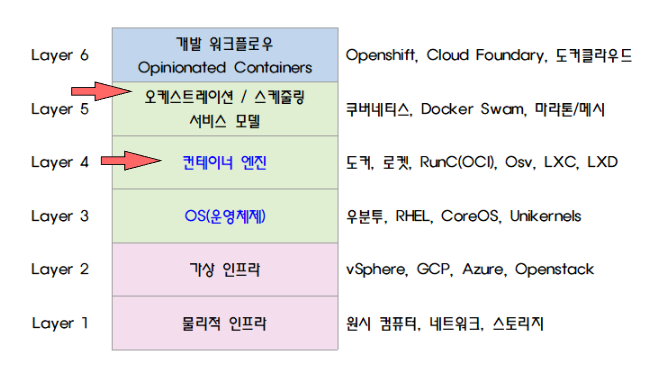 Layer 6 개발 워크플로우 Openshift, Cloud Foundary, 도커클라우드
Opinionated Containers
Layer 5 오케스트레이션 / 스케줄링 쿠버네티스, Docker Swam, 마라톤/메시
서비스 모델
Layer 4 컨테이너 엔진 도커, 로켓, RunC(OCI), Osv, LXC, LXD
Layer 3 OS(운영체제) 우분투, RHEL, CoreOS, Unikernels
Layer 2 가상 인프라 vSphere, GCP, Azure, Openstack
Layer 1 물리적 인프라 원시 컴퓨터, 네트워크, 스토리지